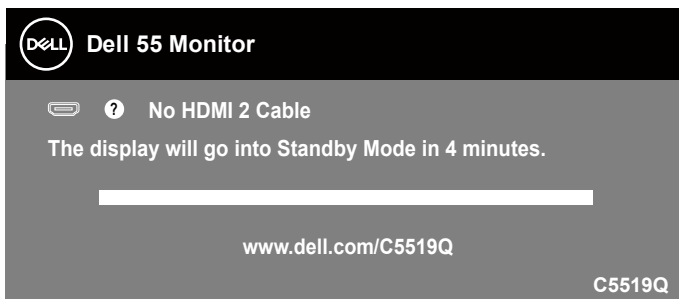 DELL Dell 55 Monitor
? No HDMI 2 Cable
The display will go into Standby Mode in 4 minutes.
www.dell.com/C5519Q
C5519Q